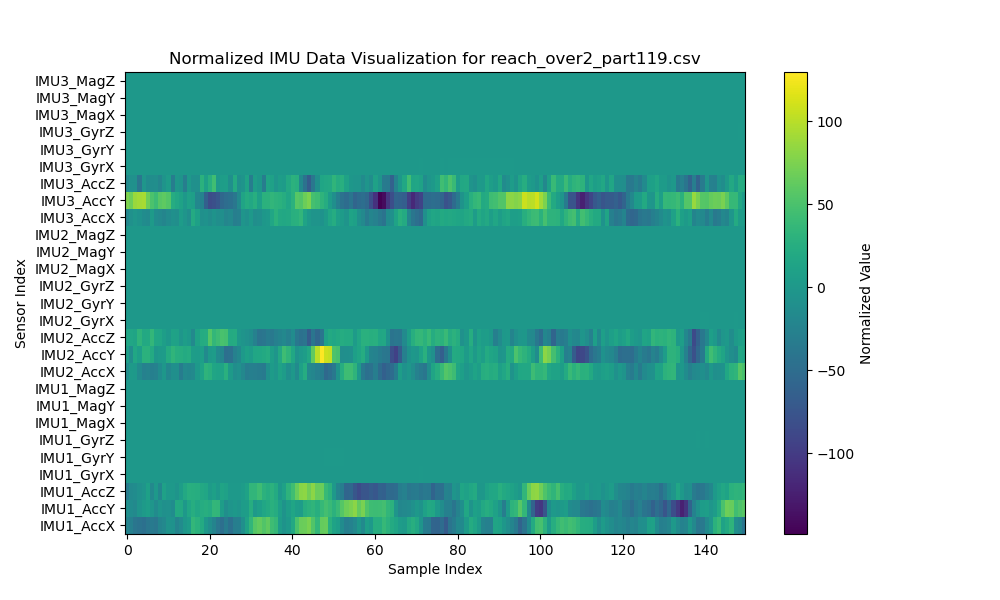 Normalized IMU Data Visualization for reach_over2_part119.csv
IMU3_MagZ
IMU3_MagY
IMU3_MagX
IMU3_GyrZ
IMU3_GyrY
IMU3_GyrX
IMU3_AccZ
IMU3_AccY
IMU3_AccX
IMU2_MagZ
IMU2_MagY
IMU2_MagX
IMU2_GyrZ
IMU2_GyrY
IMU2_GyrX
IMU2_AccZ
IMU2_AccY
IMU2_AccX
IMU1_MagZ
IMU1_MagY
IMU1_MagX
IMU1_GyrZ
IMU1_GyrY
IMU1_GyrX
IMU1_AccZ
IMU1_AccY
IMU1_AccX
Sensor Index
0 20 40 60 80 100 120 140
Sample Index
100
50
0
−50
−100
Normalized Value